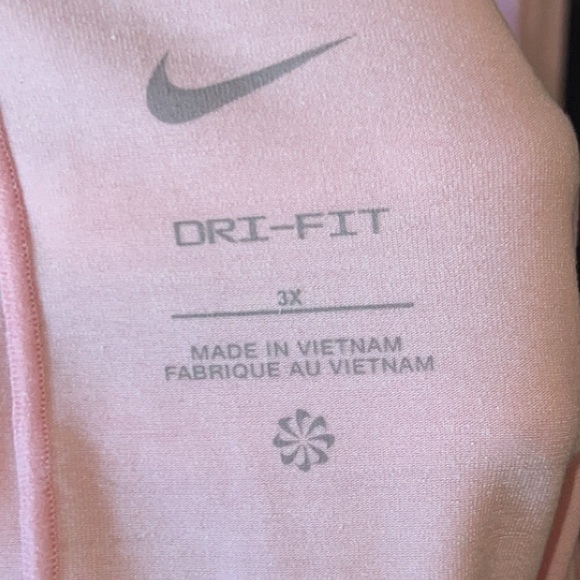 DRI-FIT
3X
MADE IN VIETNAM
FABRIQUE AU VIETNAM